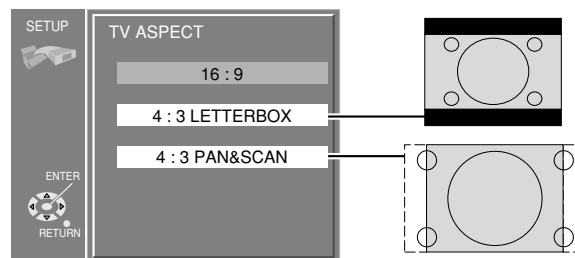 SETUP
TV ASPECT
16 : 9
4 : 3 LETTERBOX
4 : 3 PAN&SCAN
ENTER
RETURN